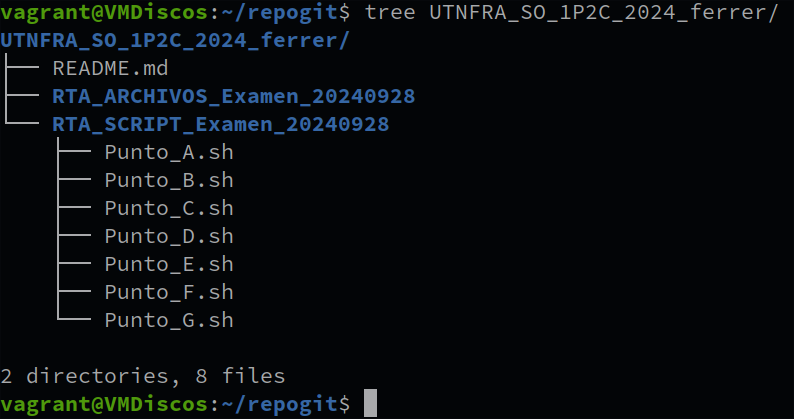 vagrant@VMDiscos:~/repogit$ tree UTNFRA_SO_1P2C_2024_ferrer/
UTNFRA_SO_1P2C_2024_ferrer/
├── README.md
├── RTA_ARCHIVOS_Examen_20240928
└── RTA_SCRIPT_Examen_20240928
    ├── Punto_A.sh
    ├── Punto_B.sh
    ├── Punto_C.sh
    ├── Punto_D.sh
    ├── Punto_E.sh
    ├── Punto_F.sh
    └── Punto_G.sh
2 directories, 8 files
vagrant@VMDiscos:~/repogit$